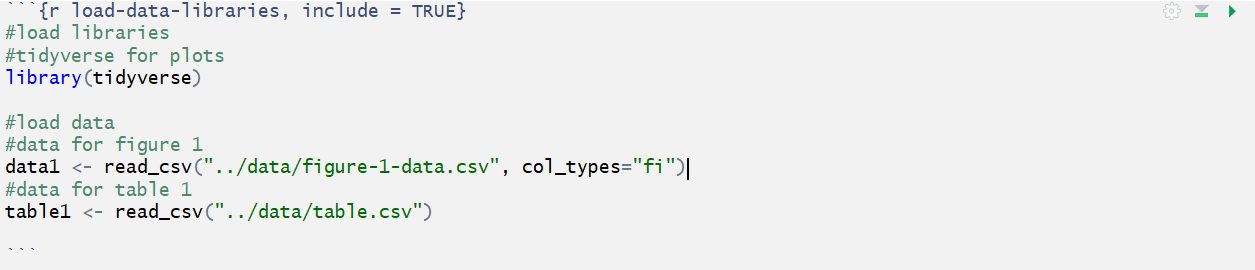 ```{r load-data-libraries, include = TRUE}
#load libraries
#tidyverse for plots
library(tidyverse)
#load data
#data for figure 1
data1 <- read_csv("../data/figure-1-data.csv", col_types="fi")
#data for table 1
table1 <- read_csv("../data/table.csv")
```